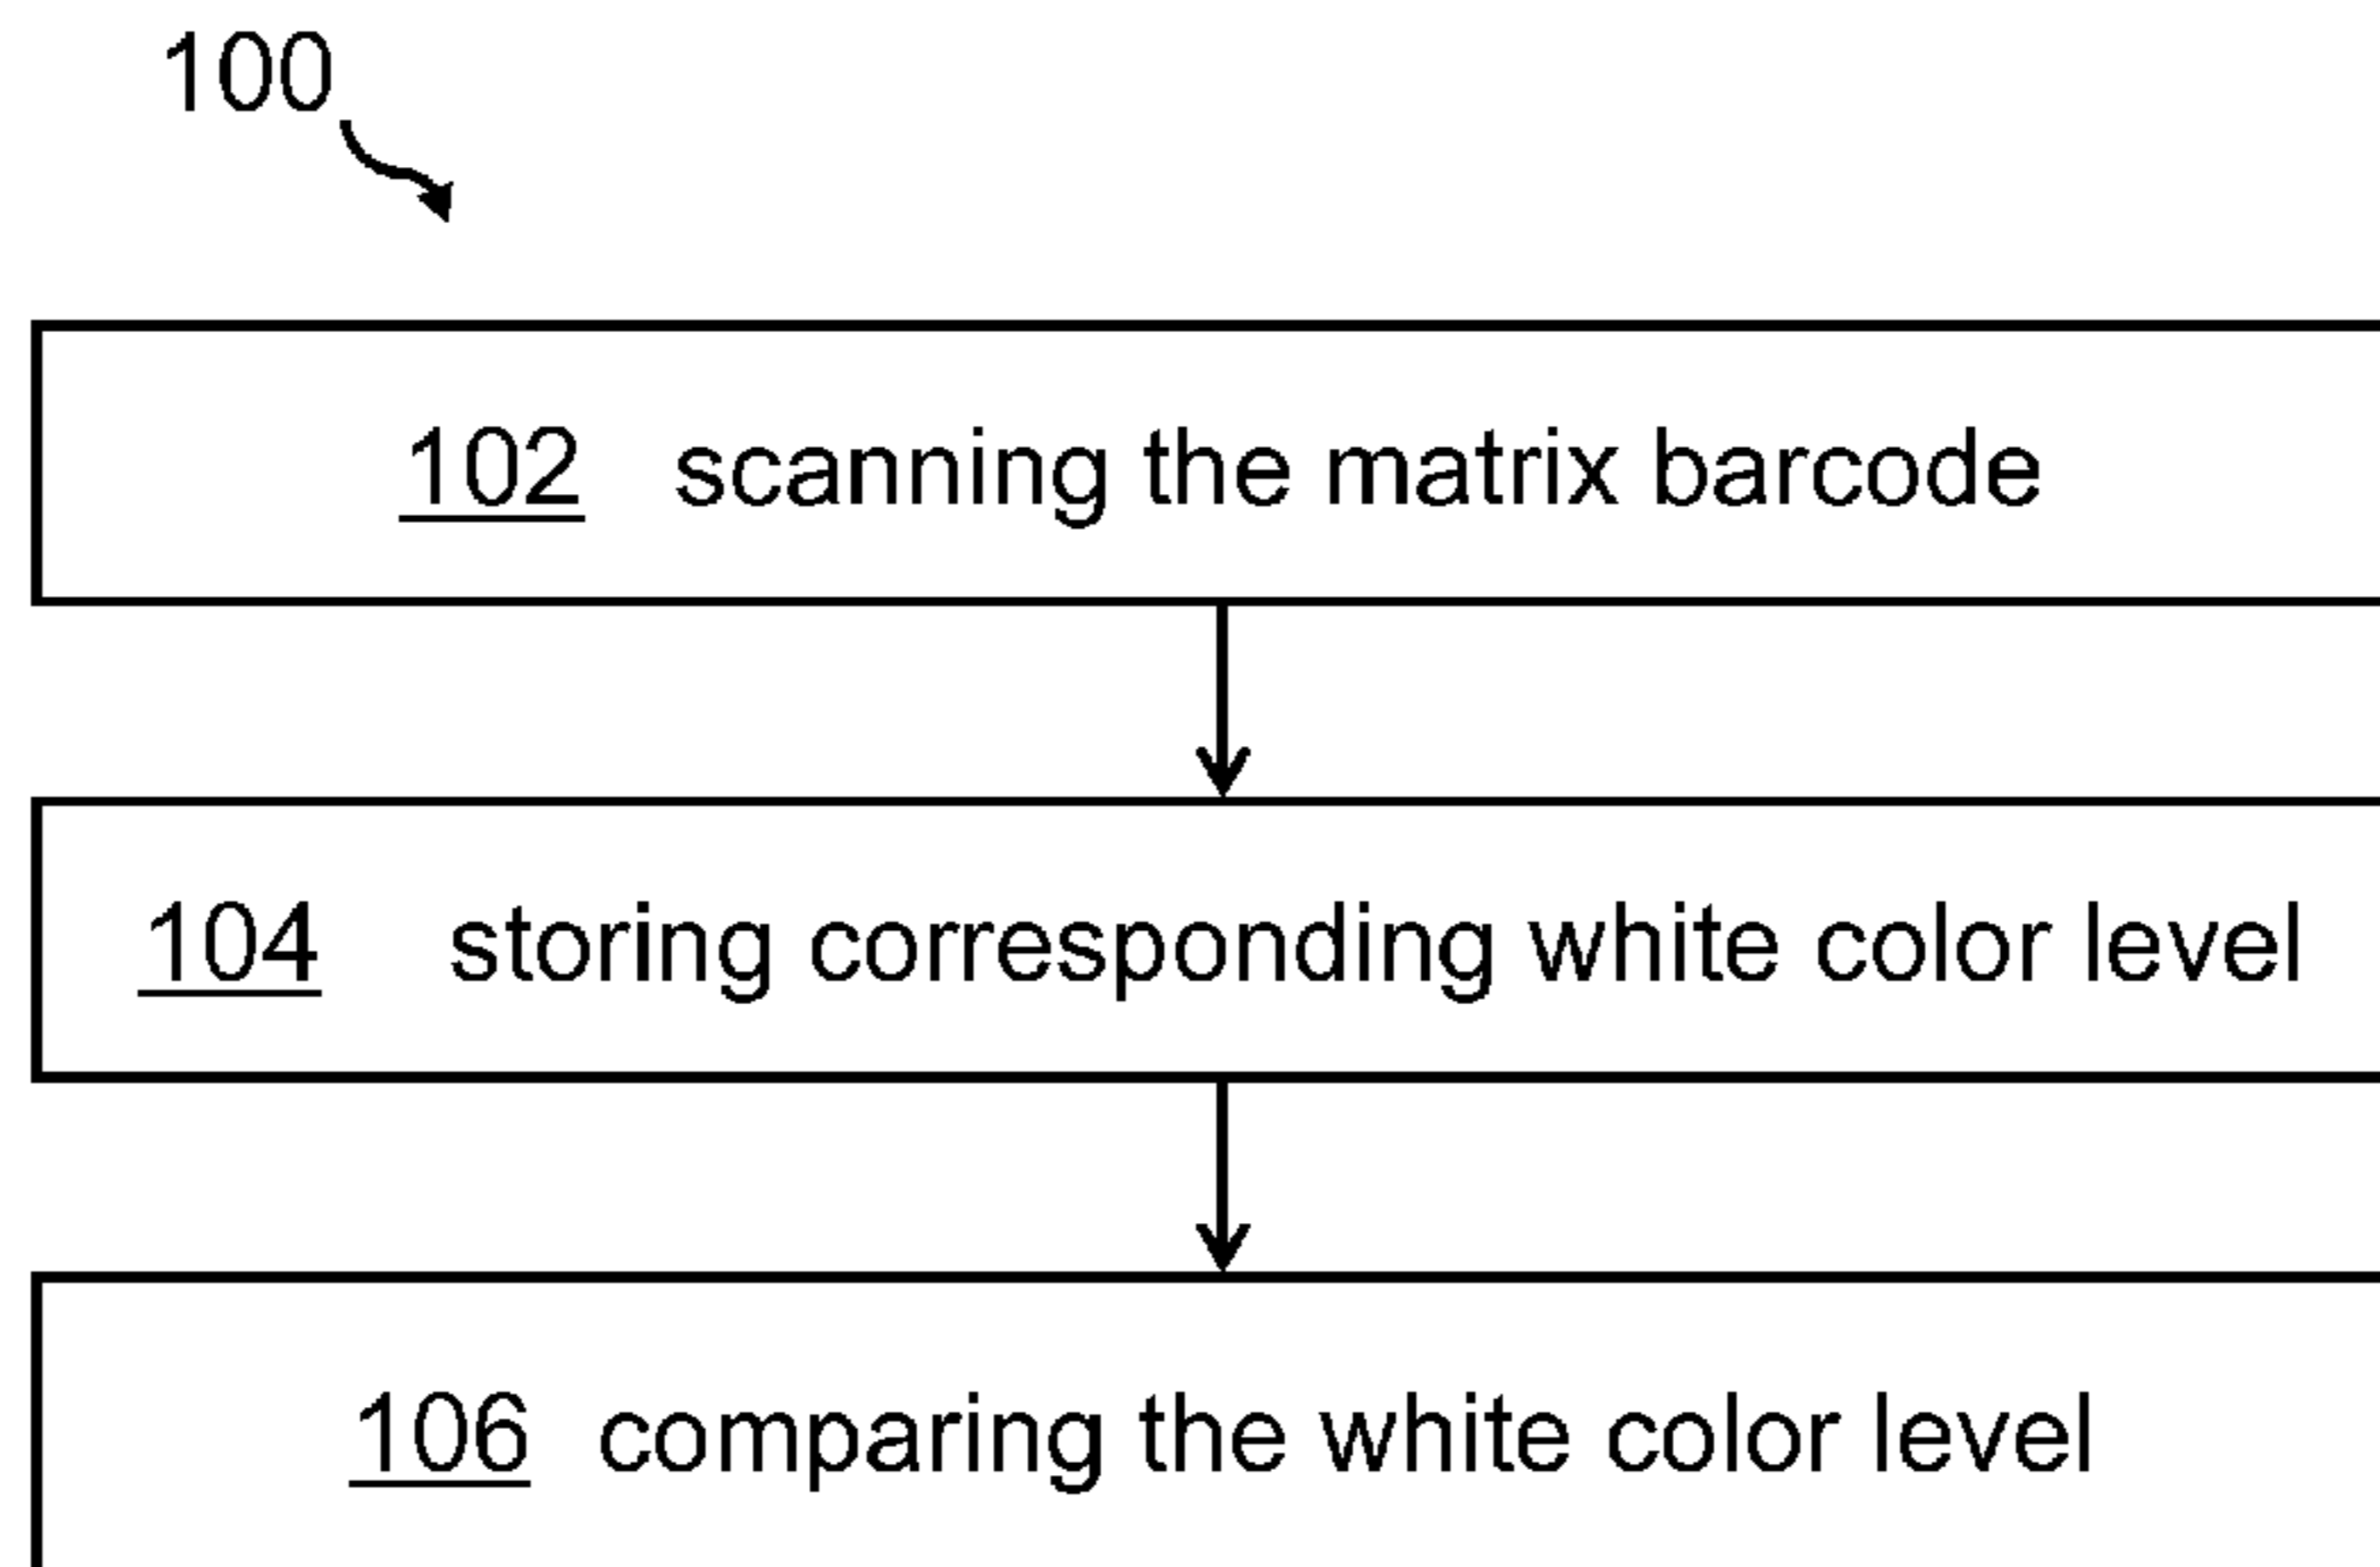 100
102 scanning the matrix barcode
104 storing corresponding white color level
106 comparing the white color level